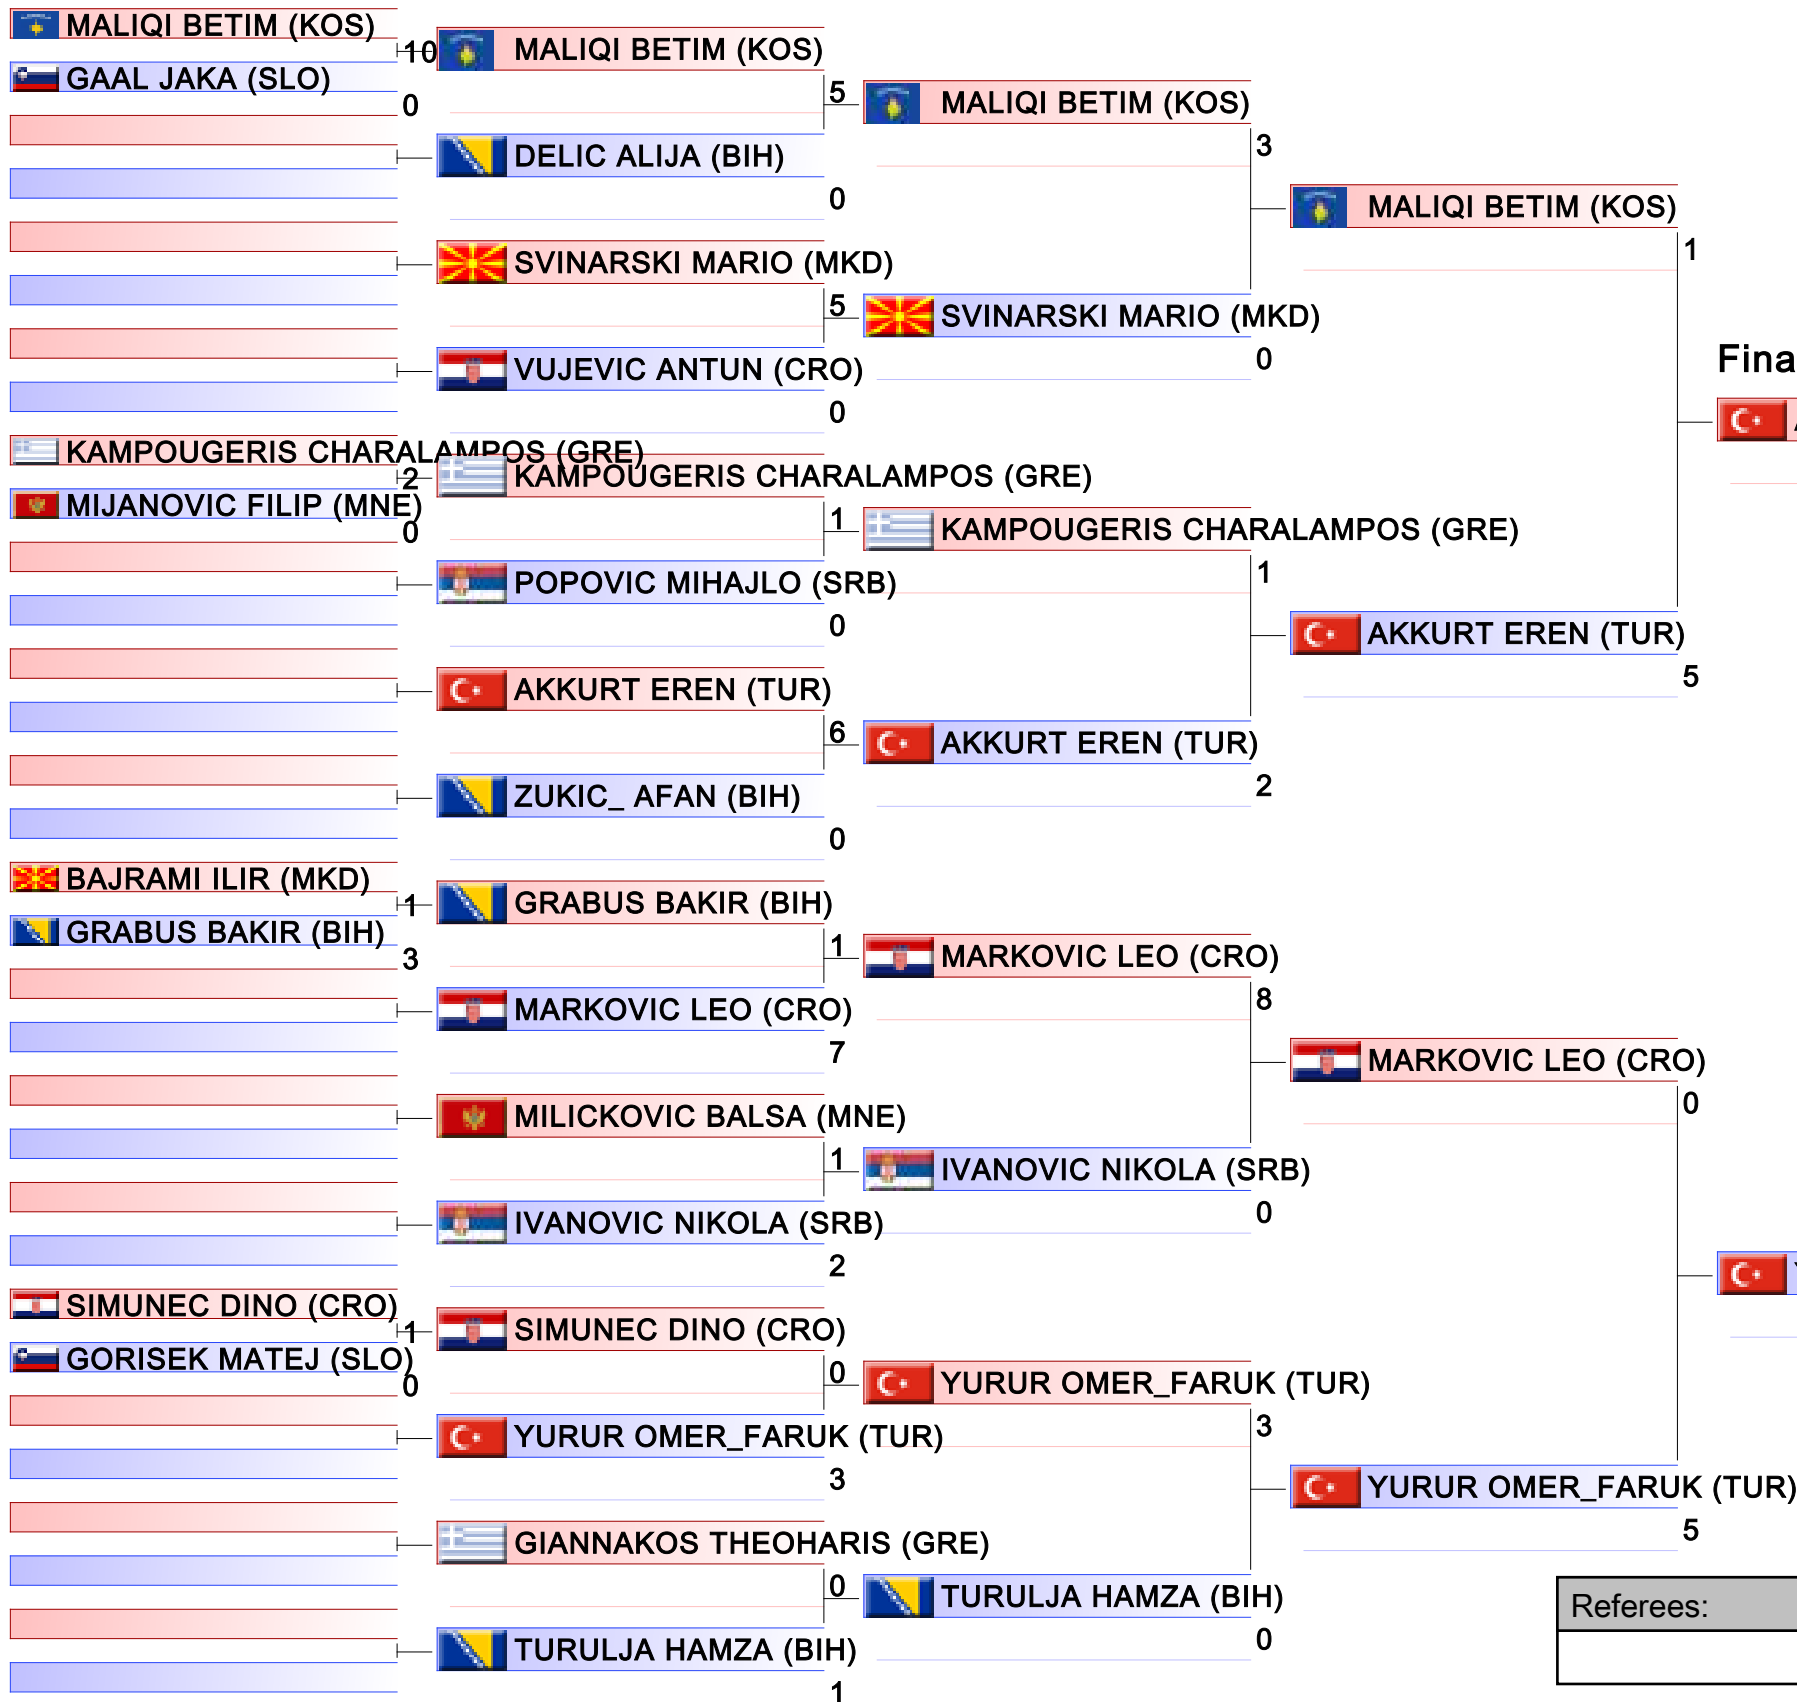 MALIQI BETIM (KOS)
10
GAAL JAKA (SLO)
0
KAMPOUGERIS CHARALAMPOS (GRE)
2
MIJANOVIC FILIP (MNE)
0
BAJRAMI ILIR (MKD)
1
GRABUS BAKIR (BIH)
3
SIMUNEC DINO (CRO)
1
GORISEK MATEJ (SLO)
0
MALIQI BETIM (KOS)
5
DELIC ALIJA (BIH)
0
SVINARSKI MARIO (MKD)
5
VUJEVIC ANTUN (CRO)
0
KAMPOUGERIS CHARALAMPOS (GRE)
1
POPOVIC MIHAJLO (SRB)
0
AKKURT EREN (TUR)
6
ZUKIC_ AFAN (BIH)
0
GRABUS BAKIR (BIH)
1
MARKOVIC LEO (CRO)
7
MILICKOVIC BALSA (MNE)
1
IVANOVIC NIKOLA (SRB)
2
SIMUNEC DINO (CRO)
0
YURUR OMER_FARUK (TUR)
3
GIANNAKOS THEOHARIS (GRE)
0
TURULJA HAMZA (BIH)
1
MALIQI BETIM (KOS)
3
SVINARSKI MARIO (MKD)
0
KAMPOUGERIS CHARALAMPOS (GRE)
1
AKKURT EREN (TUR)
2
MARKOVIC LEO (CRO)
8
IVANOVIC NIKOLA (SRB)
0
YURUR OMER_FARUK (TUR)
3
TURULJA HAMZA (BIH)
0
MALIQI BETIM (KOS)
1
AKKURT EREN (TUR)
5
MARKOVIC LEO (CRO)
0
YURUR OMER_FARUK (TUR)
5
Fina
Referees: